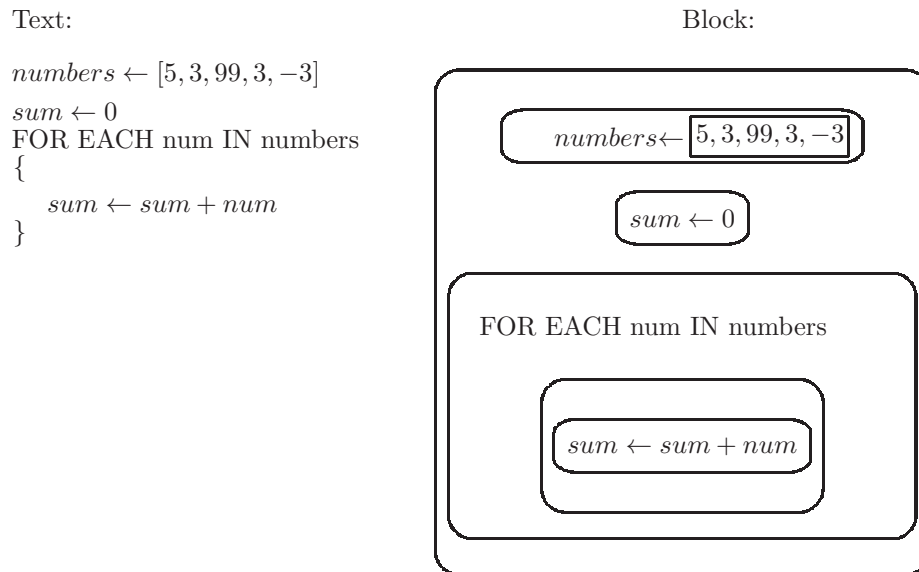 Text:
numbers ← [5, 3, 99, 3, −3]
sum ← 0
FOR EACH num IN numbers
{
sum ← sum + num
}
Block:
numbers← 5, 3, 99, 3, −3
sum ← 0
FOR EACH num IN numbers
sum ← sum + num